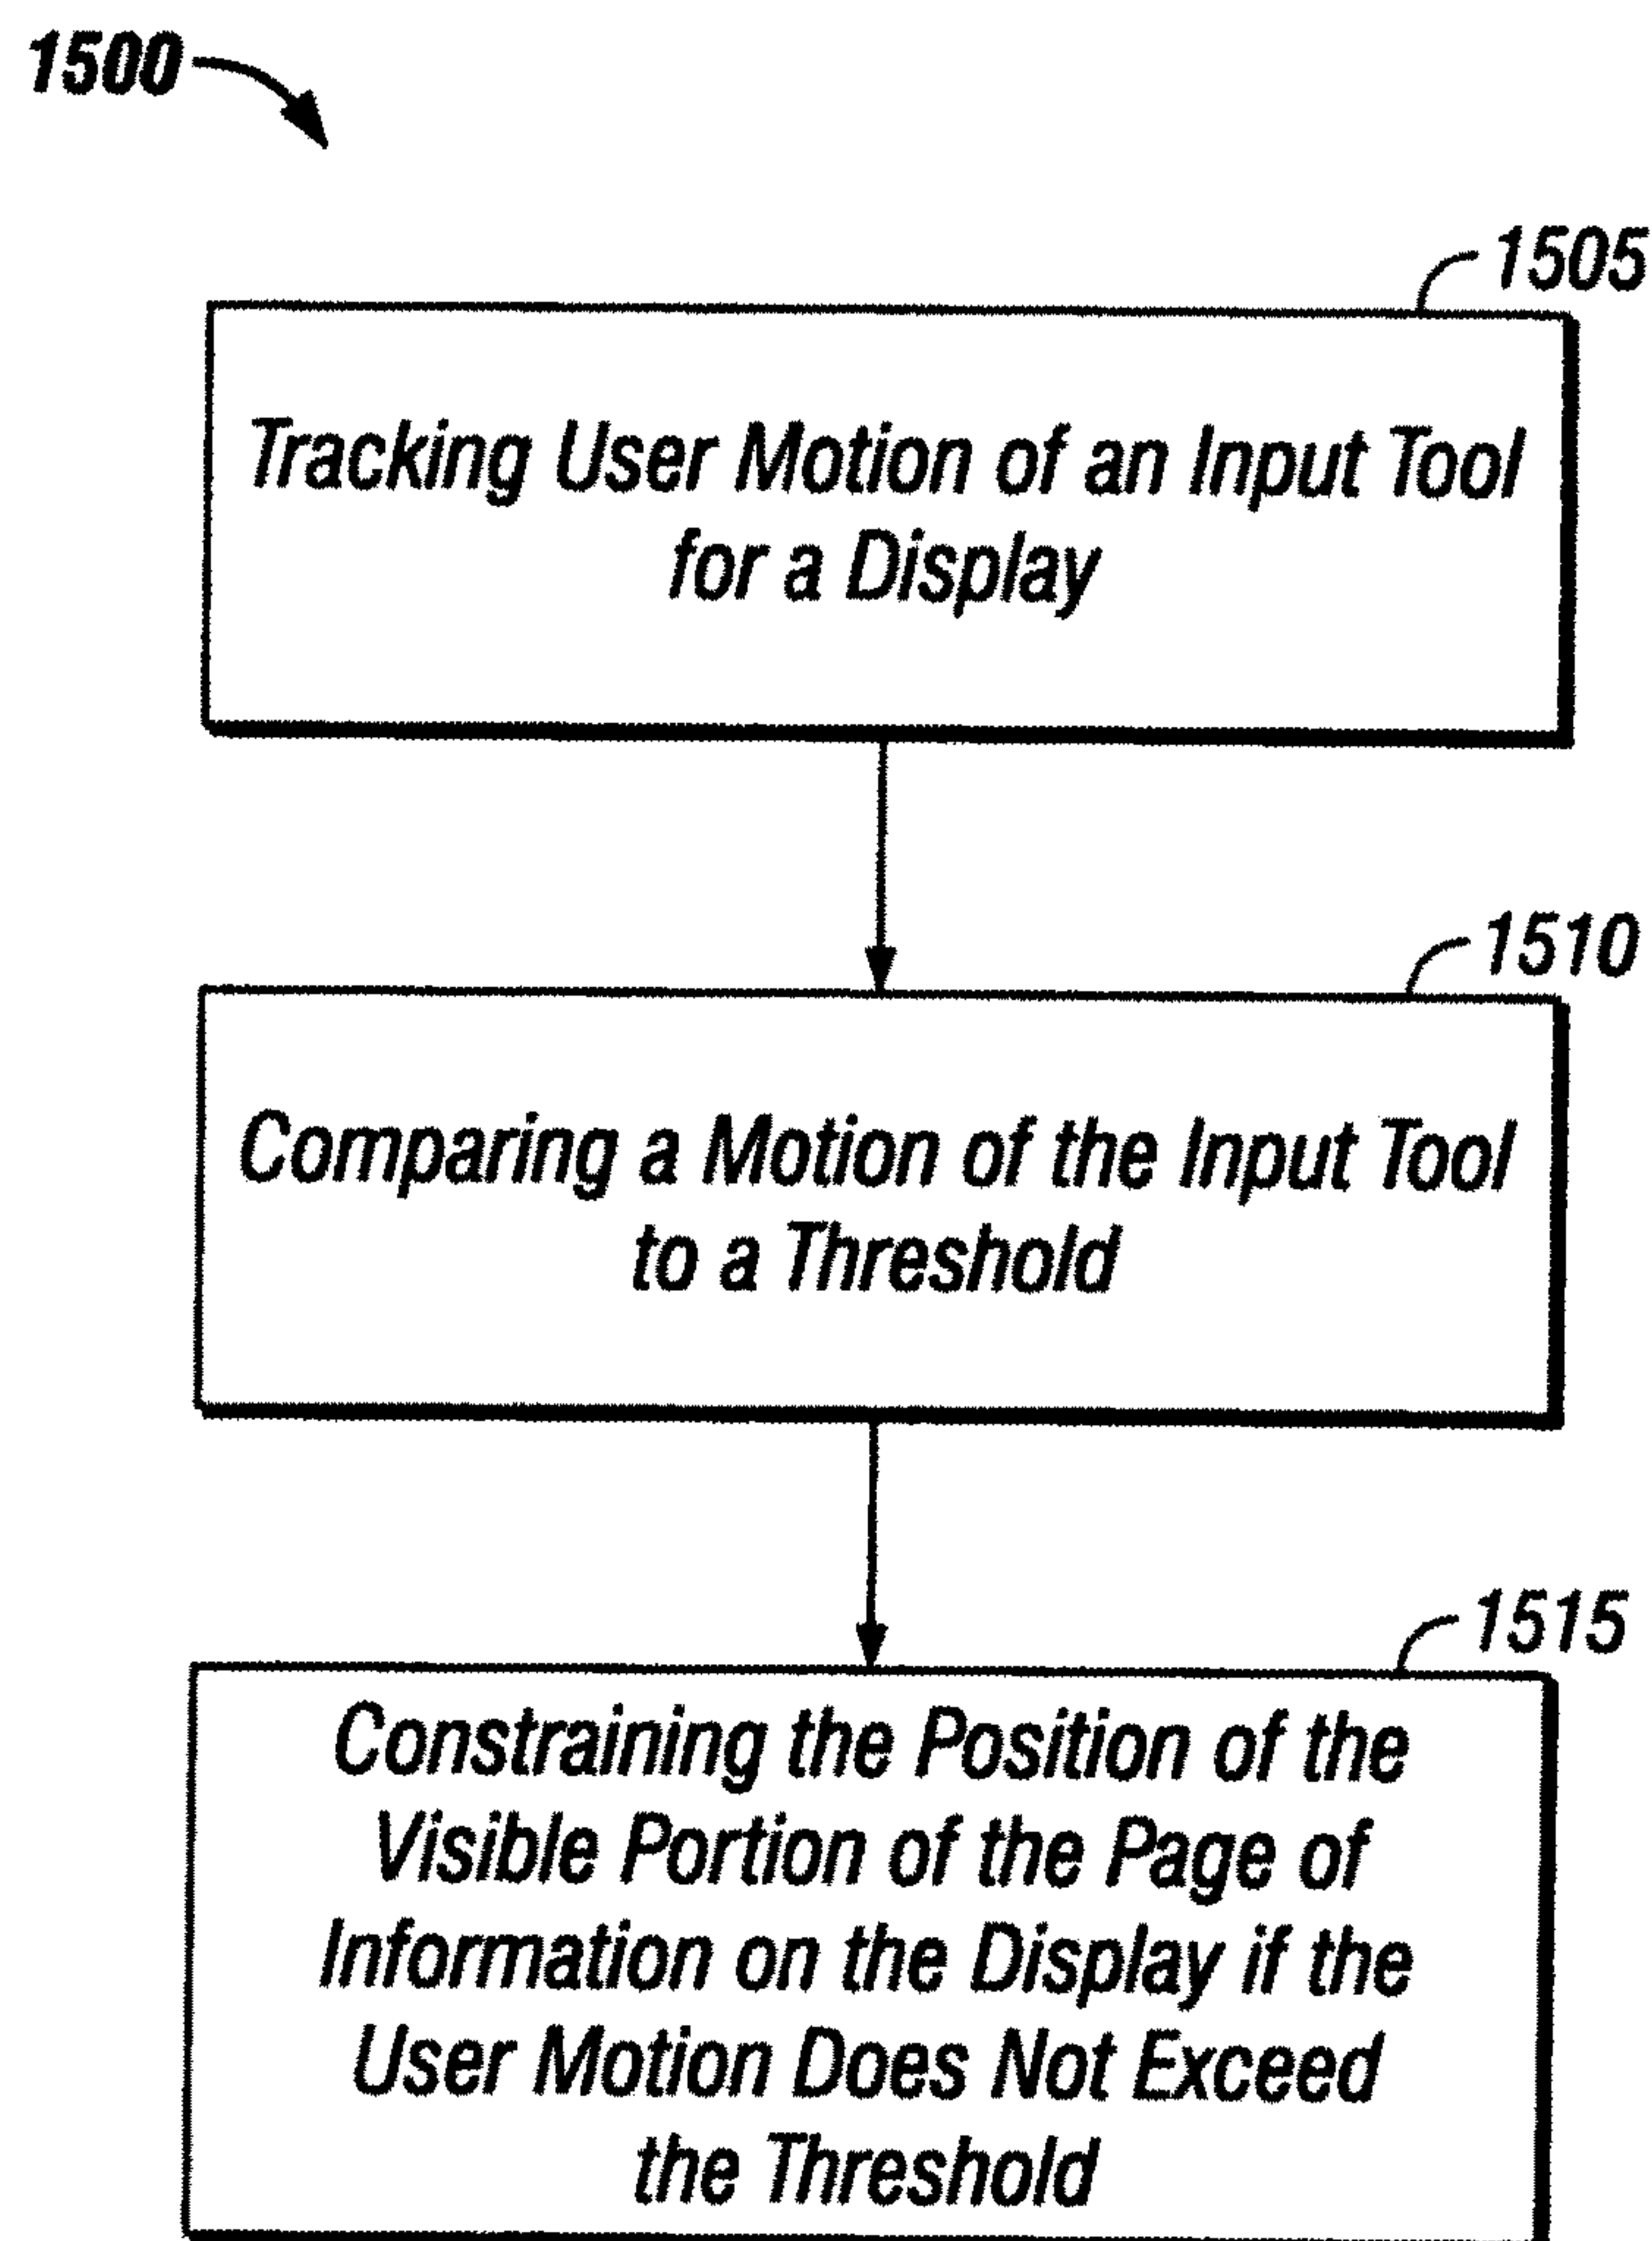 1500
1505
Tracking User Motion of an Input Tool
for a Display
1510
Comparing a Motion of the Input Tool
to a Threshold
1515
Constraining the Position of the
Visible Portion of the Page of
Information on the Display if the
User Motion Does Not Exceed
the Threshold